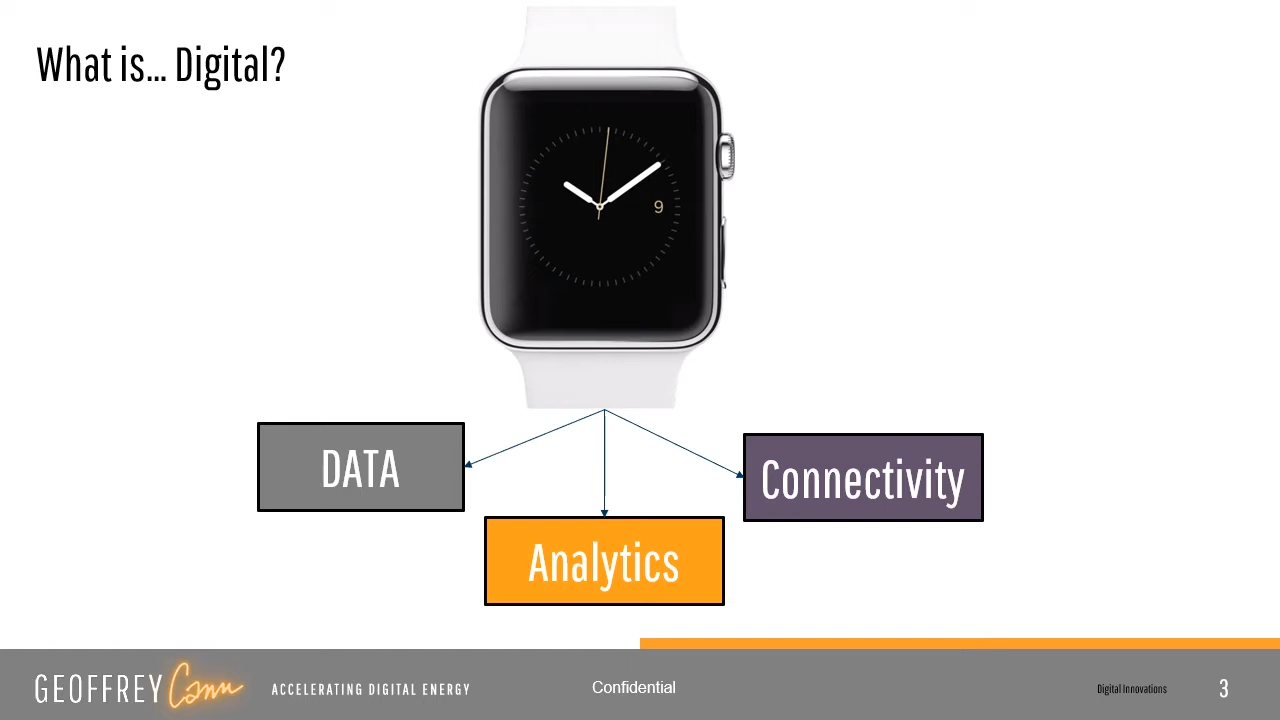 What is... Digital?
9
DATA
Connectivity
Analytics
GEOFFREY Cann
ACCELERATING DIGITAL ENERGY
Confidential
Digital Innovations
3